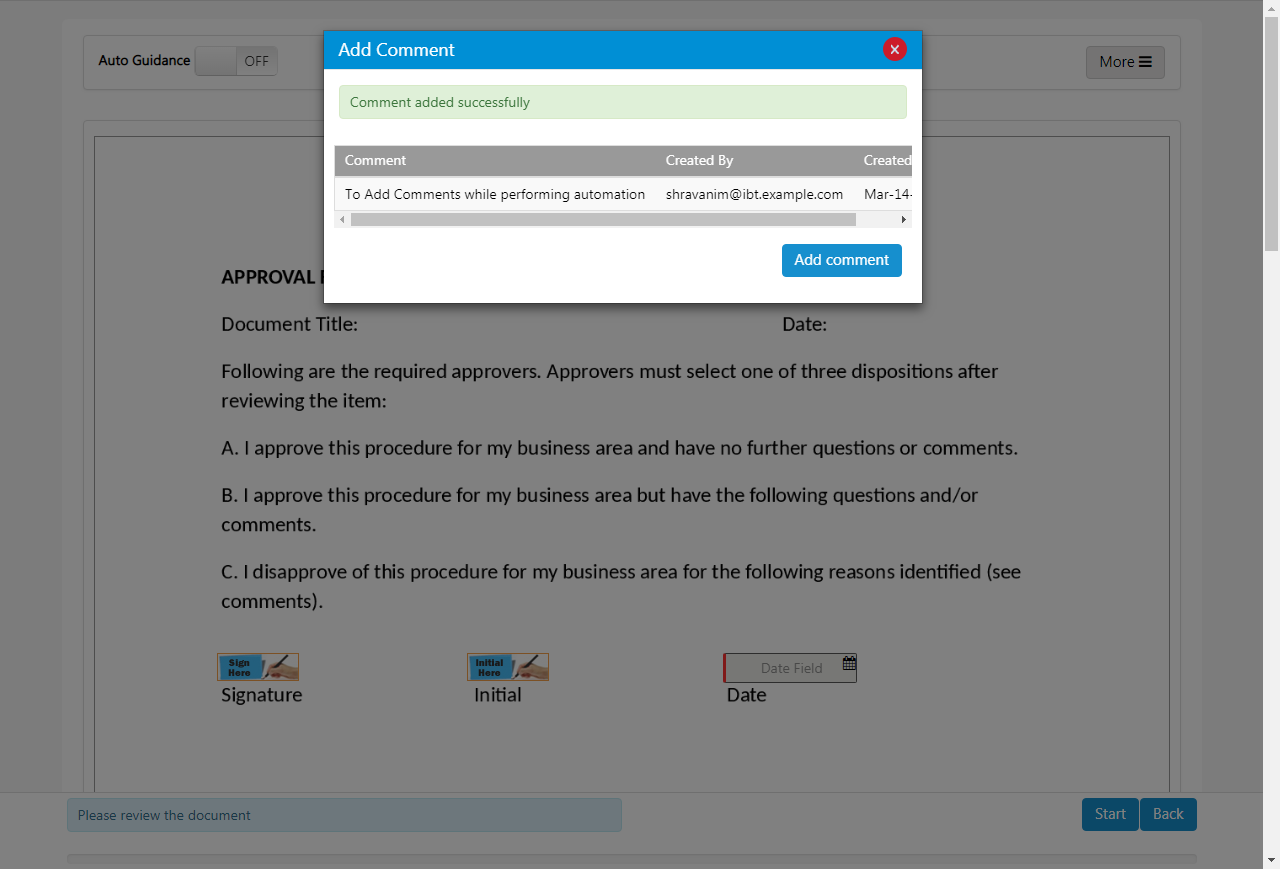 Add Comment
Auto Guidance OFF
More
Comment added successfully
Comment Created By Created
To Add Comments while performing automation shravanim@ibt.example.com Mar-14-
Add comment
APPROVAL
Document Title: Date:
Following are the required approvers. Approvers must select one of three dispositions after
reviewing the item:
A. I approve this procedure for my business area and have no further questions or comments.
B. I approve this procedure for my business area but have the following questions and/or
comments.
C. I disapprove of this procedure for my business area for the following reasons identified (see
comments).
Sign
Here
Initial
Here
Date Field
Signature Initial Date
Please review the document
Start Back